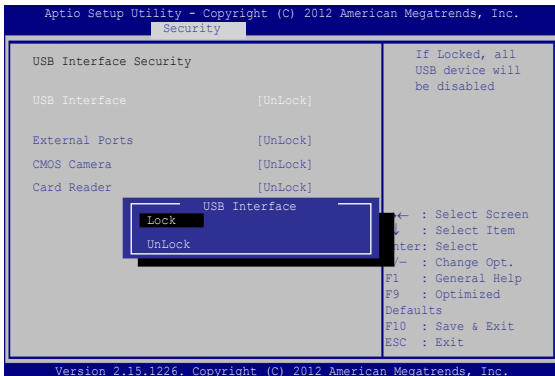 Aptio Setup Utility - Copyright (C) 2012 American Megatrends, Inc.
Security
USB Interface Security
USB Interface [UnLock]
External Ports [UnLock]
CMOS Camera [UnLock]
Card Reader [UnLock]
USB Interface
Lock
UnLock
If Locked, all
USB device will
be disabled
→← : Select Screen
↓ : Select Item
nter: Select
/— : Change Opt.
F1 : General Help
F9 : Optimized
Defaults
F10 : Save & Exit
ESC : Exit
Version 2.15.1226. Copyright (C) 2012 American Megatrends, Inc.